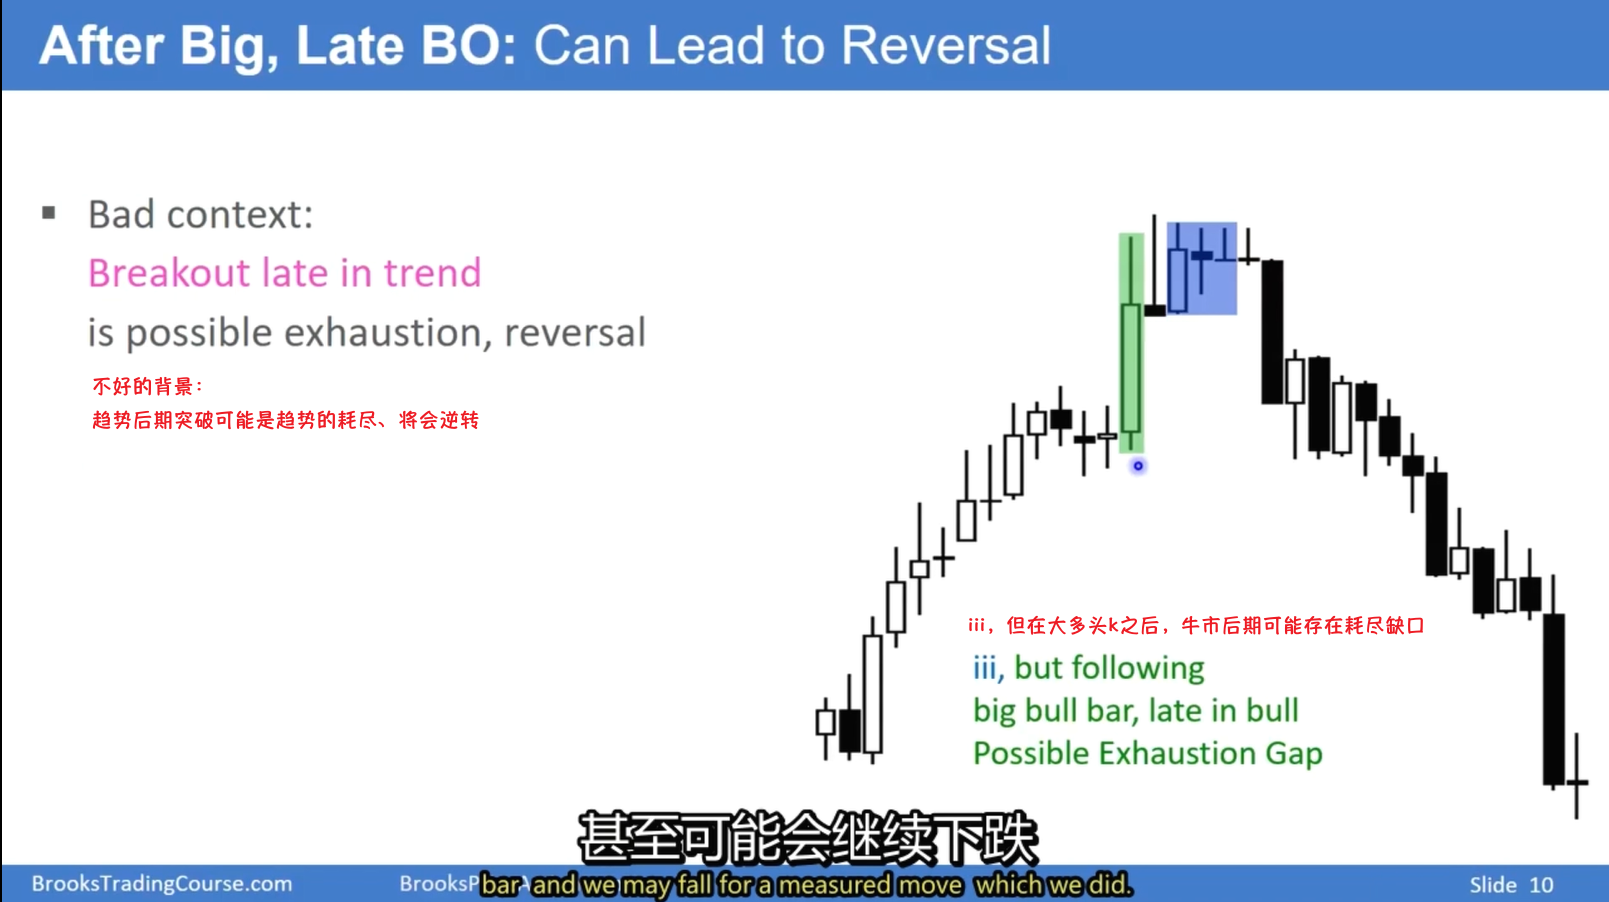 After Big, Late BO: Can Lead to Reversal
▪ Bad context:
Breakout late in trend
is possible exhaustion, reversal
不好的背景：
趋势后期突破可能是趋势的耗尽、将会逆转
iii，但在大多头k之后，牛市后期可能存在耗尽缺口
iii, but following
big bull bar, late in bull
Possible Exhaustion Gap
甚至可能会继续下跌
bar and we may fall for a measured move which we did.
BrooksTradingCourse.com
Slide 10